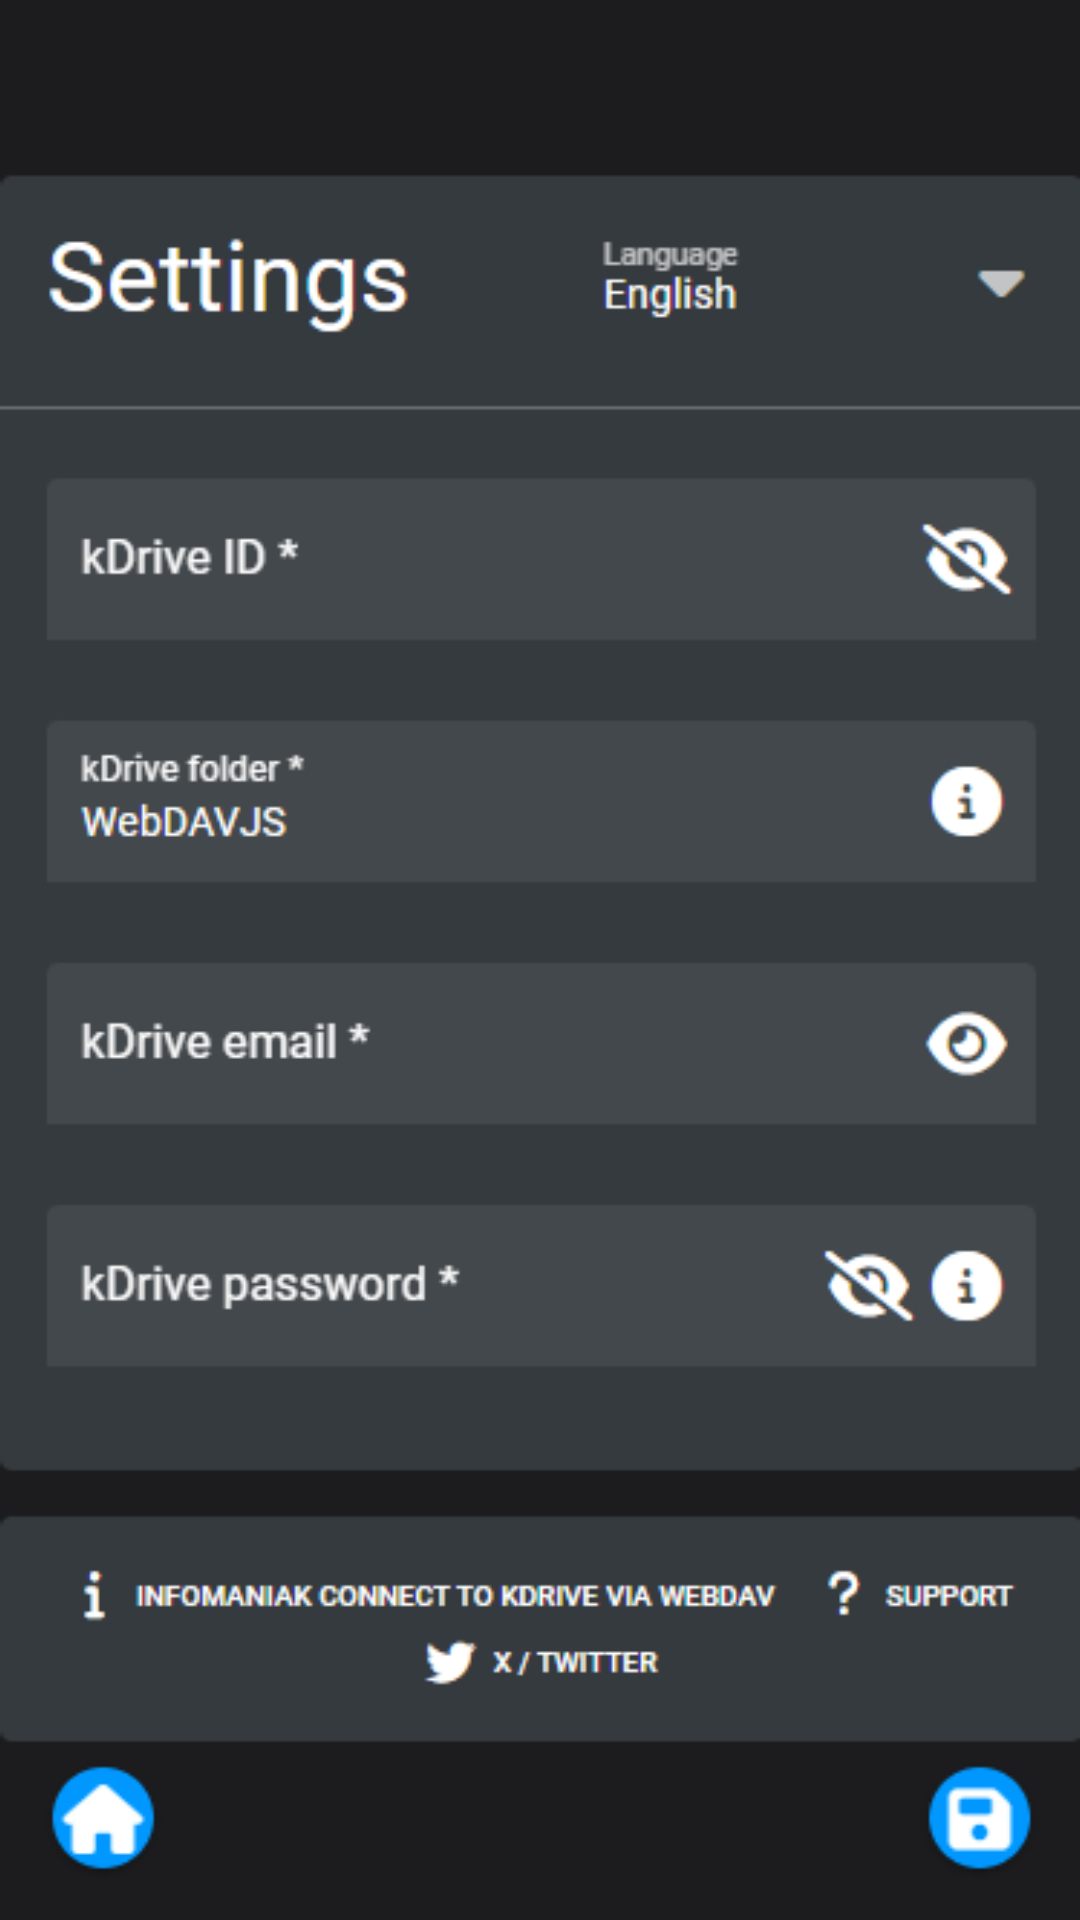 Settings
Language
English
kDrive ID *
kDrive folder *
WebDAVJS
kDrive email *
kDrive password *
INFOMANIAK CONNECT TO KDRIVE VIA WEBDAV
SUPPORT
X / TWITTER